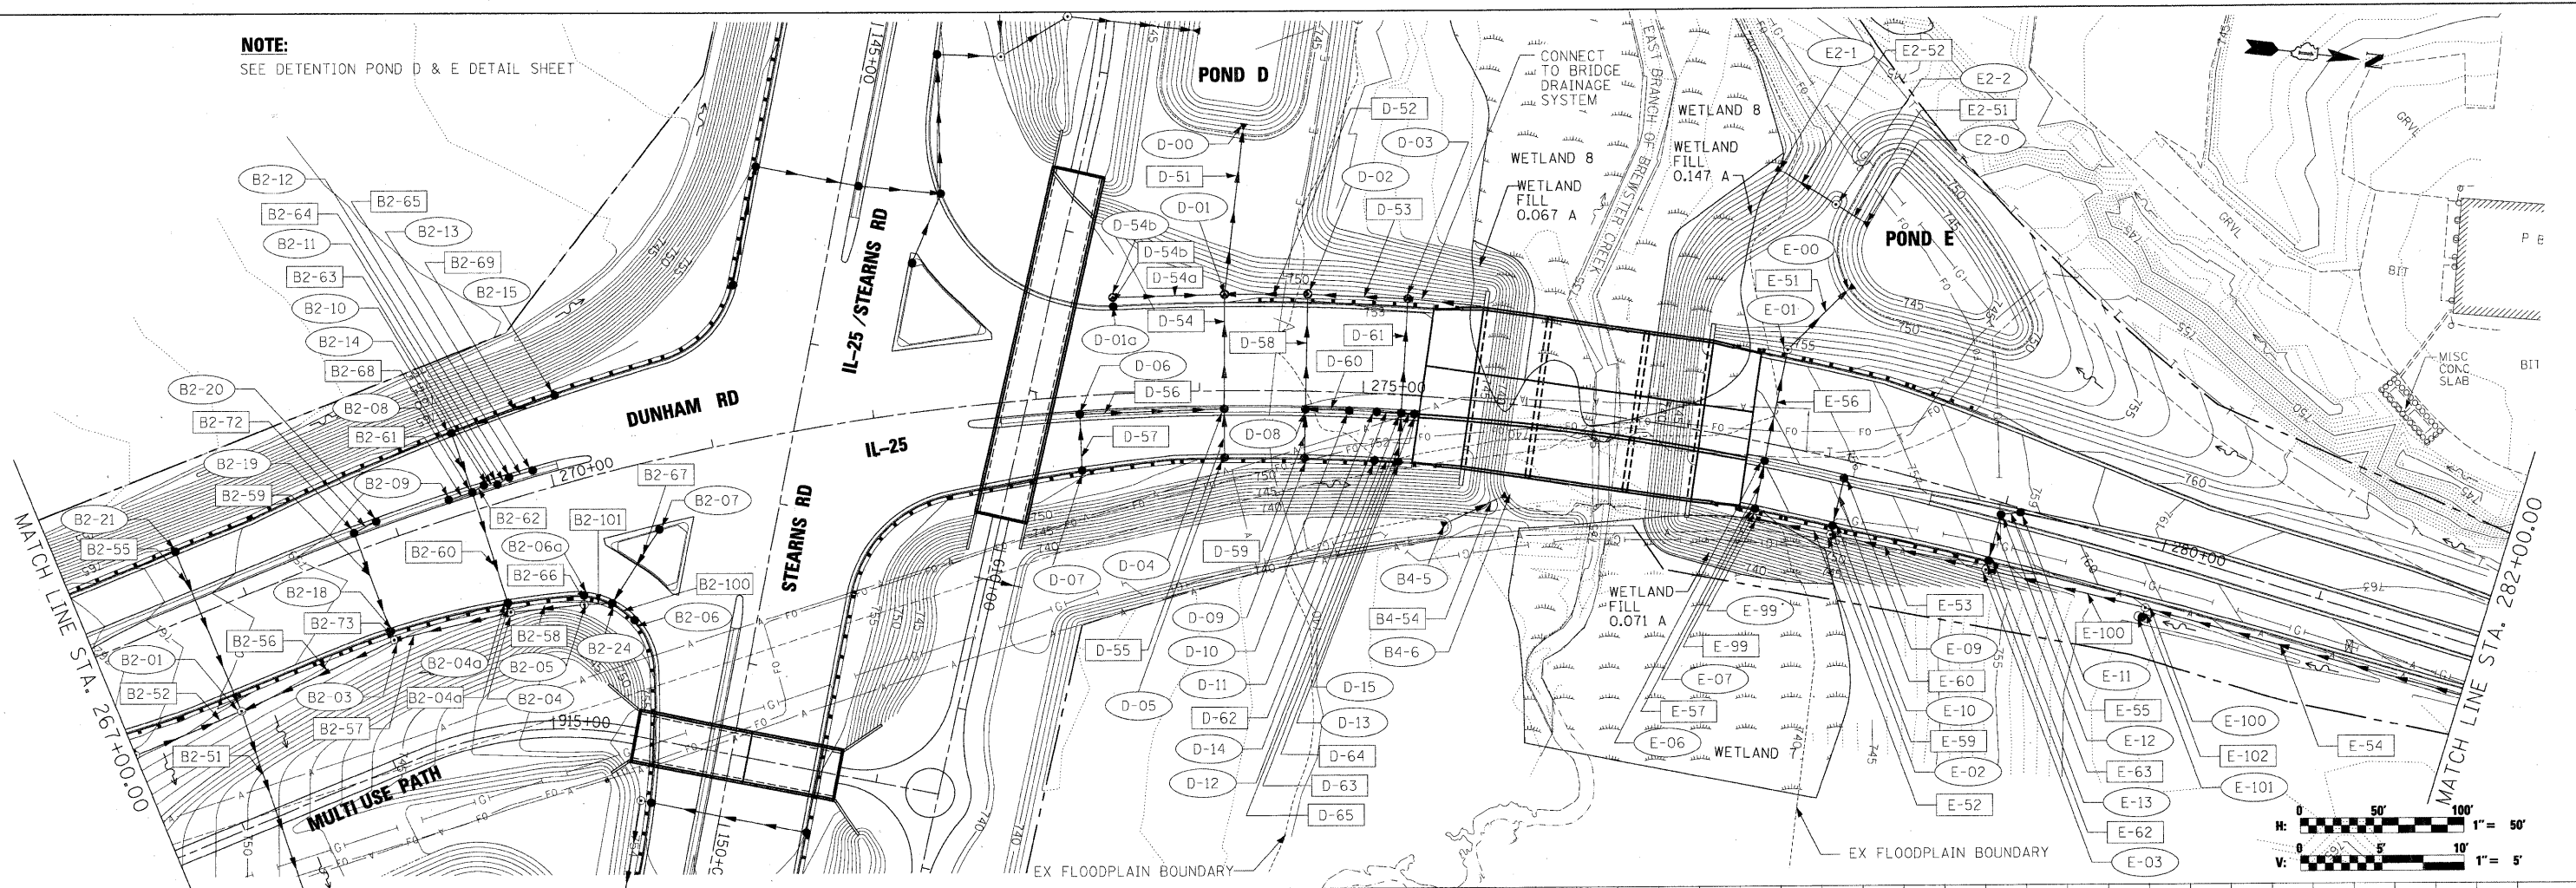 NOTE:
SEE DETENTION POND D & E DETAIL SHEET
145+00
POND D
CONNECT
TO BRIDGE
DRAINAGE
SYSTEM
EAST BRANCH OF BREWSTER CREEK
WETLAND 8
WETLAND
FILL
0.147 A
WETLAND 8
WETLAND
FILL
0.067 A
E2-1
E2-52
E2-2
E2-51
E2-0
N
GRVL
GRVL
BIT
BIT
MISC
CONC
SLAB
D-52
D-03
D-00
D-51
D-02
D-01
D-53
D-54b
D-54b
D-54a
D-54
D-01a
D-58
D-61
D-06
D-60
D-56
D-57
D-08
275+00
POND E
E-00
E-51
E-01
E-56
B2-12
B2-65
B2-64
B2-13
B2-11
B2-69
B2-63
B2-15
B2-10
B2-14
B2-68
B2-20
B2-08
B2-72
B2-61
B2-19
B2-09
B2-59
B2-21
B2-55
IL-25 /STEARNS RD
DUNHAM RD
IL-25
STEARNS RD
270+00
B2-67
B2-07
B2-62
B2-101
B2-60
B2-06a
B2-66
B2-100
B2-18
B2-73
B2-58
B2-06
B2-56
B2-01
B2-04a
B2-05
B2-24
B2-52
B2-03
B2-04a
B2-04
B2-57
B2-51
915+00
910+00
150+0
MULTI USE PATH
MATCH LINE STA. 267+00.00
D-59
D-07
D-04
D-09
D-55
D-10
D-11
D-15
D-05
D-62
D-13
D-14
D-64
D-12
D-63
D-65
B4-5
B4-54
B4-6
WETLAND
FILL
0.071 A
WETLAND 1
E-99
E-99
E-07
E-57
E-06
E-53
E-09
E-60
E-10
E-59
E-02
E-52
E-100
E-11
E-55
E-12
E-63
E-13
E-62
E-03
E-100
E-102
E-101
E-54
280+00
MATCH LINE STA. 282+00.00
EX FLOODPLAIN BOUNDARY
EX FLOODPLAIN BOUNDARY
0 50' 100'
H: 1"= 50'
0 5' 10'
V: 1"= 5'